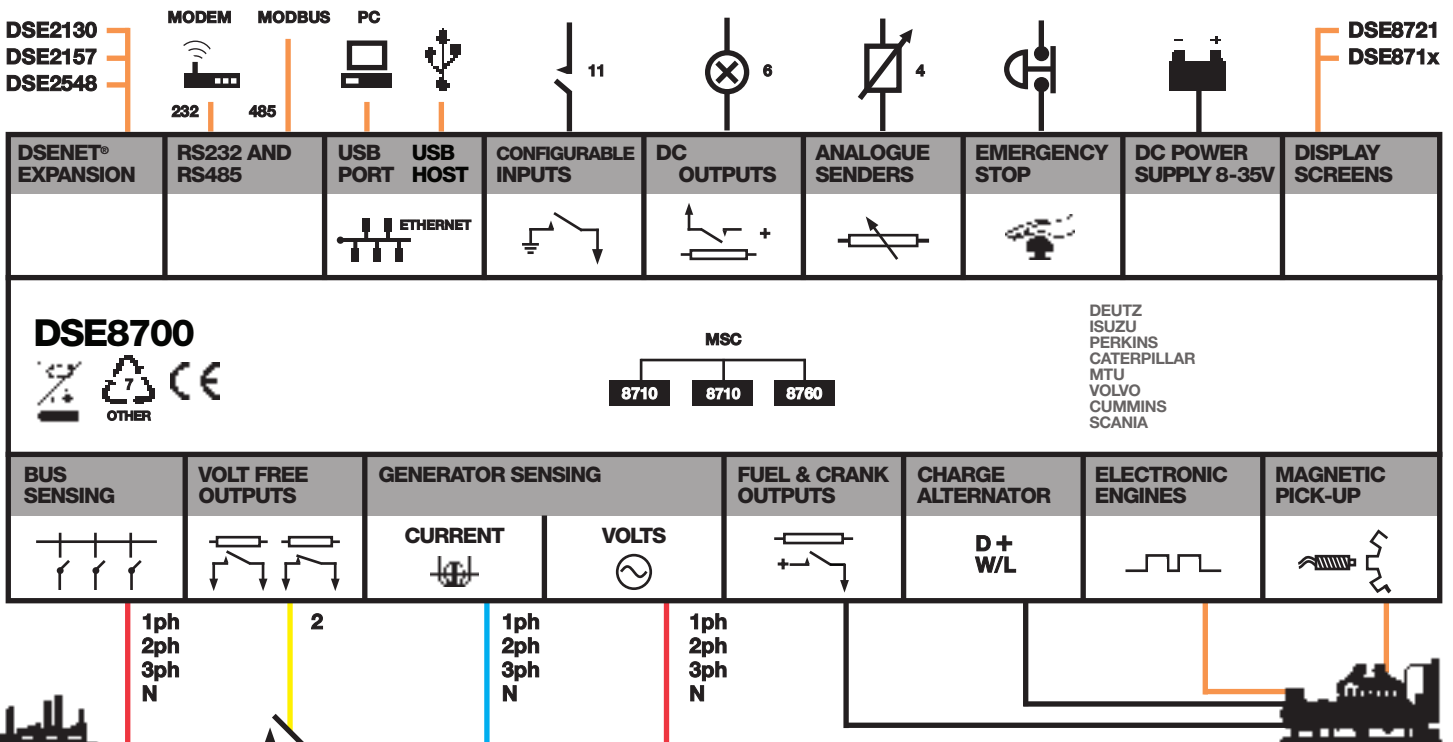 MODEM MODBUS PC
DSE2130
DSE2157
DSE2548
232 485
11
6
4
- +
DSE8721
DSE871x
DSENET®
EXPANSION
RS232 AND
RS485
USB
PORT
USB
HOST
ETHERNET
CONFIGURABLE
INPUTS
DC
OUTPUTS
+
ANALOGUE
SENDERS
EMERGENCY
STOP
DC POWER
SUPPLY 8-35V
DISPLAY
SCREENS
DSE8700
7
OTHER
CE
MSC
8710 8710 8760
DEUTZ
ISUZU
PERKINS
CATERPILLAR
MTU
VOLVO
CUMMINS
SCANIA
BUS
SENSING
VOLT FREE
OUTPUTS
GENERATOR SENSING
CURRENT
VOLTS
FUEL & CRANK
OUTPUTS
+
CHARGE
ALTERNATOR
D+
W/L
ELECTRONIC
ENGINES
MAGNETIC
PICK-UP
1ph
2ph
3ph
N
2
1ph
2ph
3ph
N
1ph
2ph
3ph
N